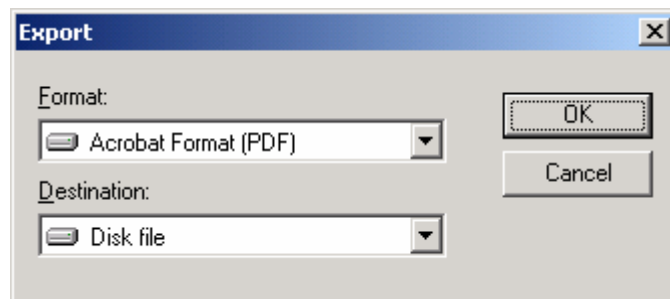 Export
Format:
Acrobat Format (PDF)
OK
Cancel
Destination:
Disk file